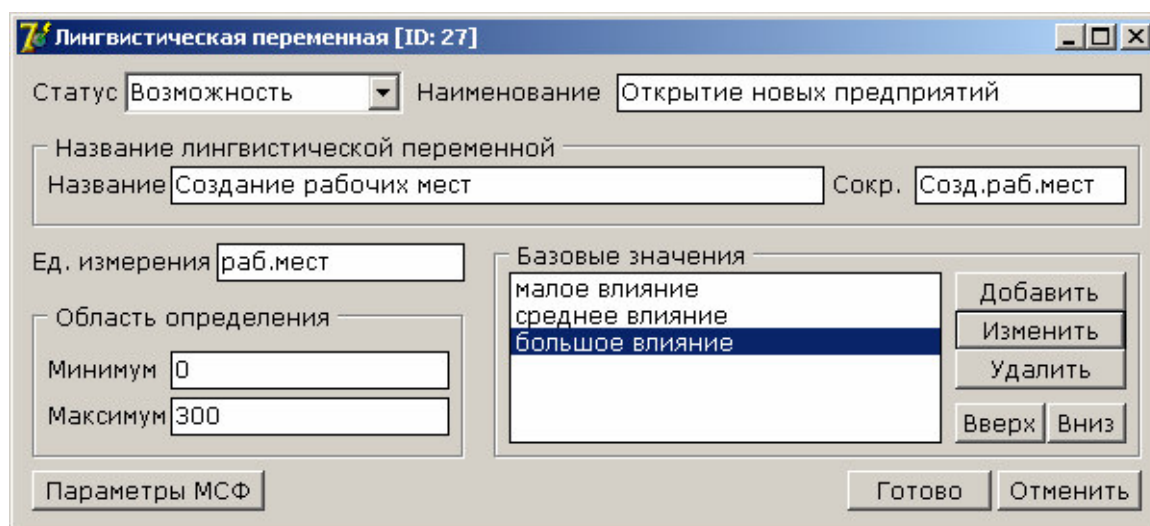 Лингвистическая переменная [ID: 27]
Статус Возможность Наименование Открытие новых предприятий
Название лингвистической переменной
Название Создание рабочих мест Сокр. Созд.раб.мест
Ед. измерения раб.мест
Базовые значения
малое влияние
среднее влияние
большое влияние
Добавить
Изменить
Удалить
Вверх Вниз
Область определения
Минимум 0
Максимум 300
Параметры МСФ Готово Отменить